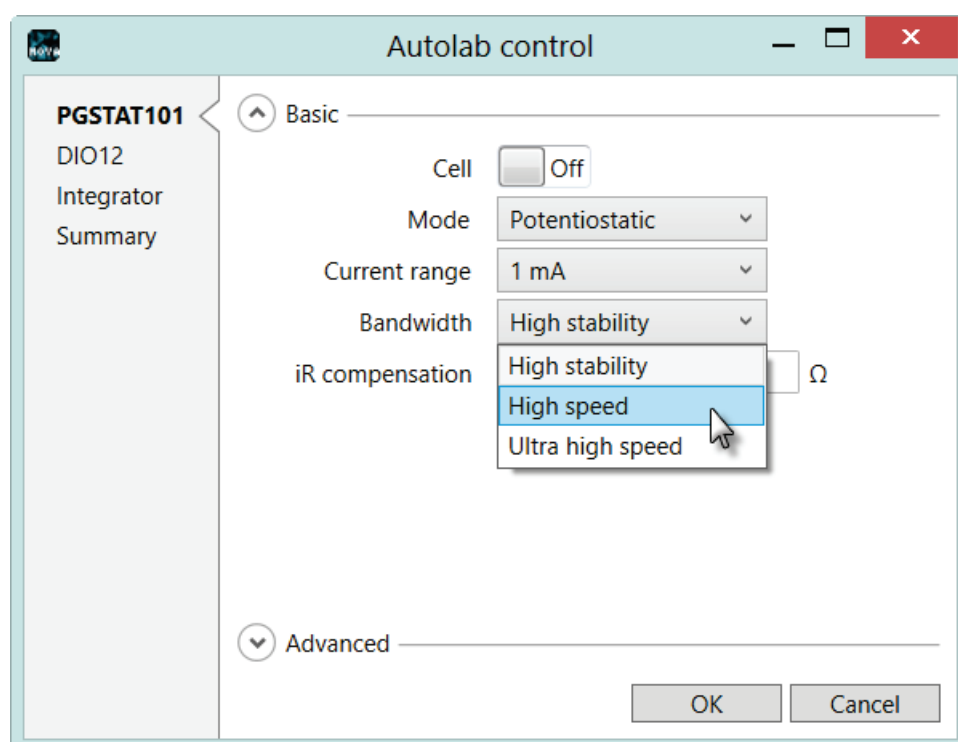 Autolab control
PGSTAT101
DIO12
Integrator
Summary
Basic
Cell Off
Mode Potentiostatic
Current range 1 mA
Bandwidth High stability
iR compensation Ω
High stability
High speed
Ultra high speed
Advanced
OK Cancel